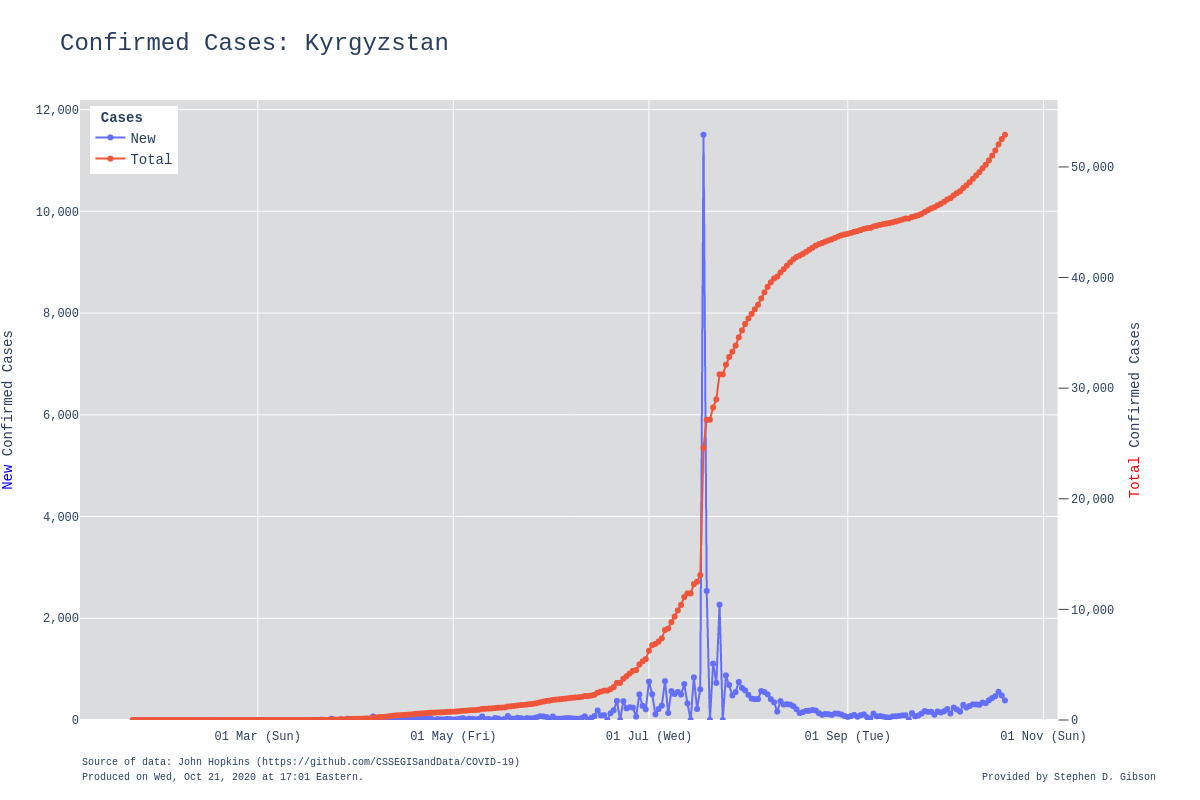 Confirmed Cases: Kyrgyzstan
Cases
New
Total
12,000
10,000
8,000
6,000
4,000
2,000
0
New Confirmed Cases
50,000
40,000
30,000
20,000
10,000
0
Total Confirmed Cases
01 Mar (Sun)
01 May (Fri)
01 Jul (Wed)
01 Sep (Tue)
01 Nov (Sun)
Source of data: John Hopkins (https://github.com/CSSEGISandData/COVID-19)
Produced on Wed, Oct 21, 2020 at 17:01 Eastern.
Provided by Stephen D. Gibson